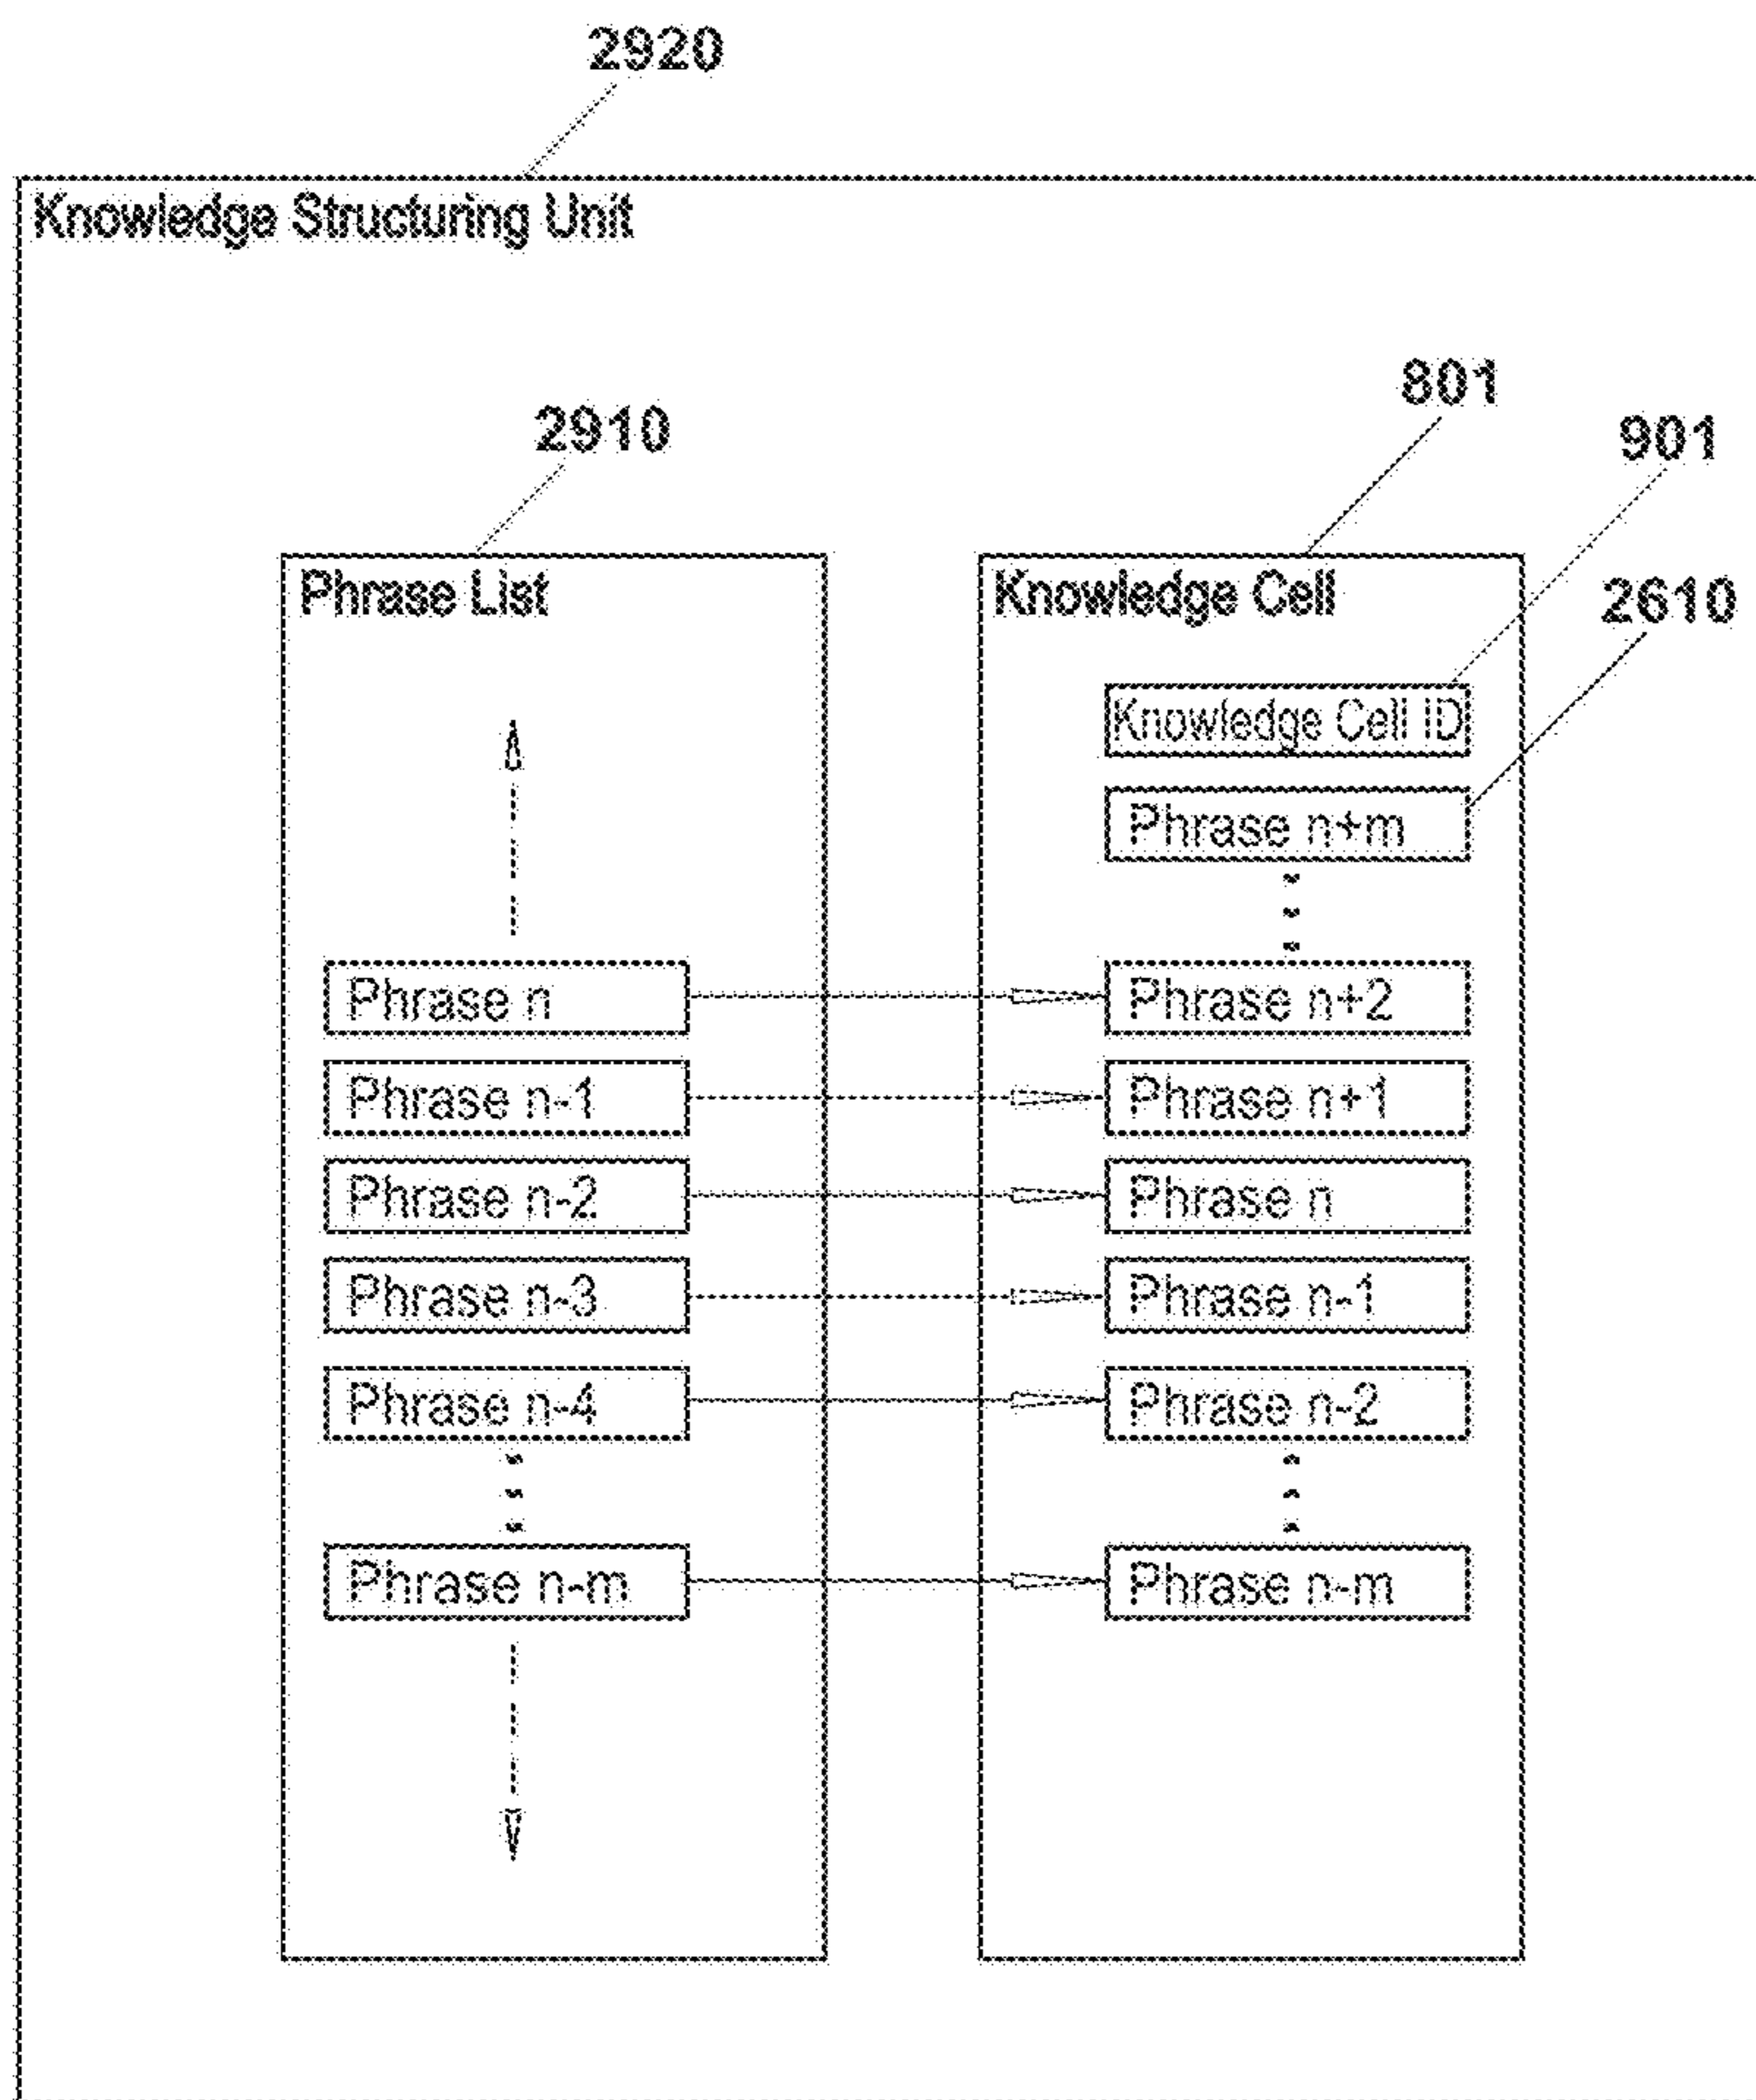 2920
Knowledge Structuring Unit
2910
801
901
2610
Phrase List
Knowledge Cell
Knowledge Cell ID
Phrase n+m
Phrase n
Phrase n+2
Phrase n-1
Phrase n+1
Phrase n-2
Phrase n
Phrase n-3
Phrase n-1
Phrase n-4
Phrase n-2
Phrase n-m
Phrase n-m